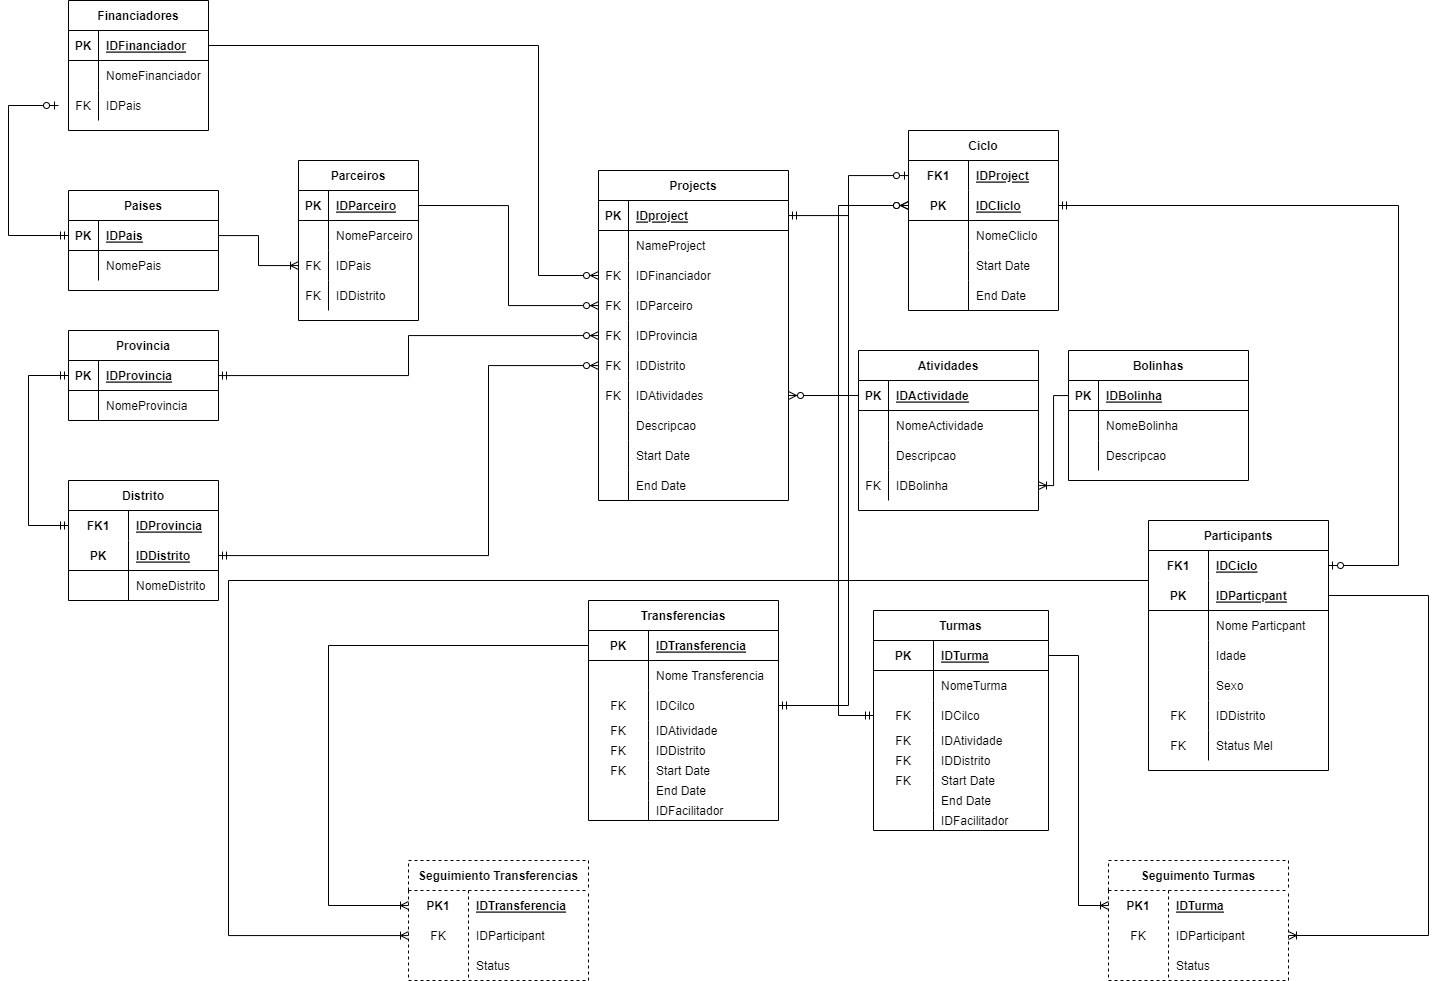 Financiadores
PK IDFinanciador
NomeFinanciador
FK IDPais
Paises
PK IDPais
NomePais
Parceiros
PK IDParceiro
NomeParceiro
FK IDPais
FK IDDistrito
Provincia
PK IDProvincia
NomeProvincia
Distrito
FK1 IDProvincia
PK IDDistrito
NomeDistrito
Projects
PK IDproject
NameProject
FK IDFinanciador
FK IDParceiro
FK IDProvincia
FK IDDistrito
FK IDAtividades
Descripcao
Start Date
End Date
Ciclo
FK1 IDProject
PK IDCliclo
NomeCliclo
Start Date
End Date
Atividades
PK IDActividade
NomeActividade
Descripcao
FK IDBolinha
Bolinhas
PK IDBolinha
NomeBolinha
Descripcao
Participants
FK1 IDCiclo
PK IDParticpant
Nome Particpant
Idade
Sexo
FK IDDistrito
FK Status Mel
Transferencias
PK IDTransferencia
Nome Transferencia
FK IDCilco
FK IDAtividade
FK IDDistrito
FK Start Date
End Date
IDFacilitador
Turmas
PK IDTurma
NomeTurma
FK IDCilco
FK IDAtividade
FK IDDistrito
FK Start Date
End Date
IDFacilitador
Seguimiento Transferencias
PK1 IDTransferencia
FK IDParticipant
Status
Seguimento Turmas
PK1 IDTurma
FK IDParticipant
Status